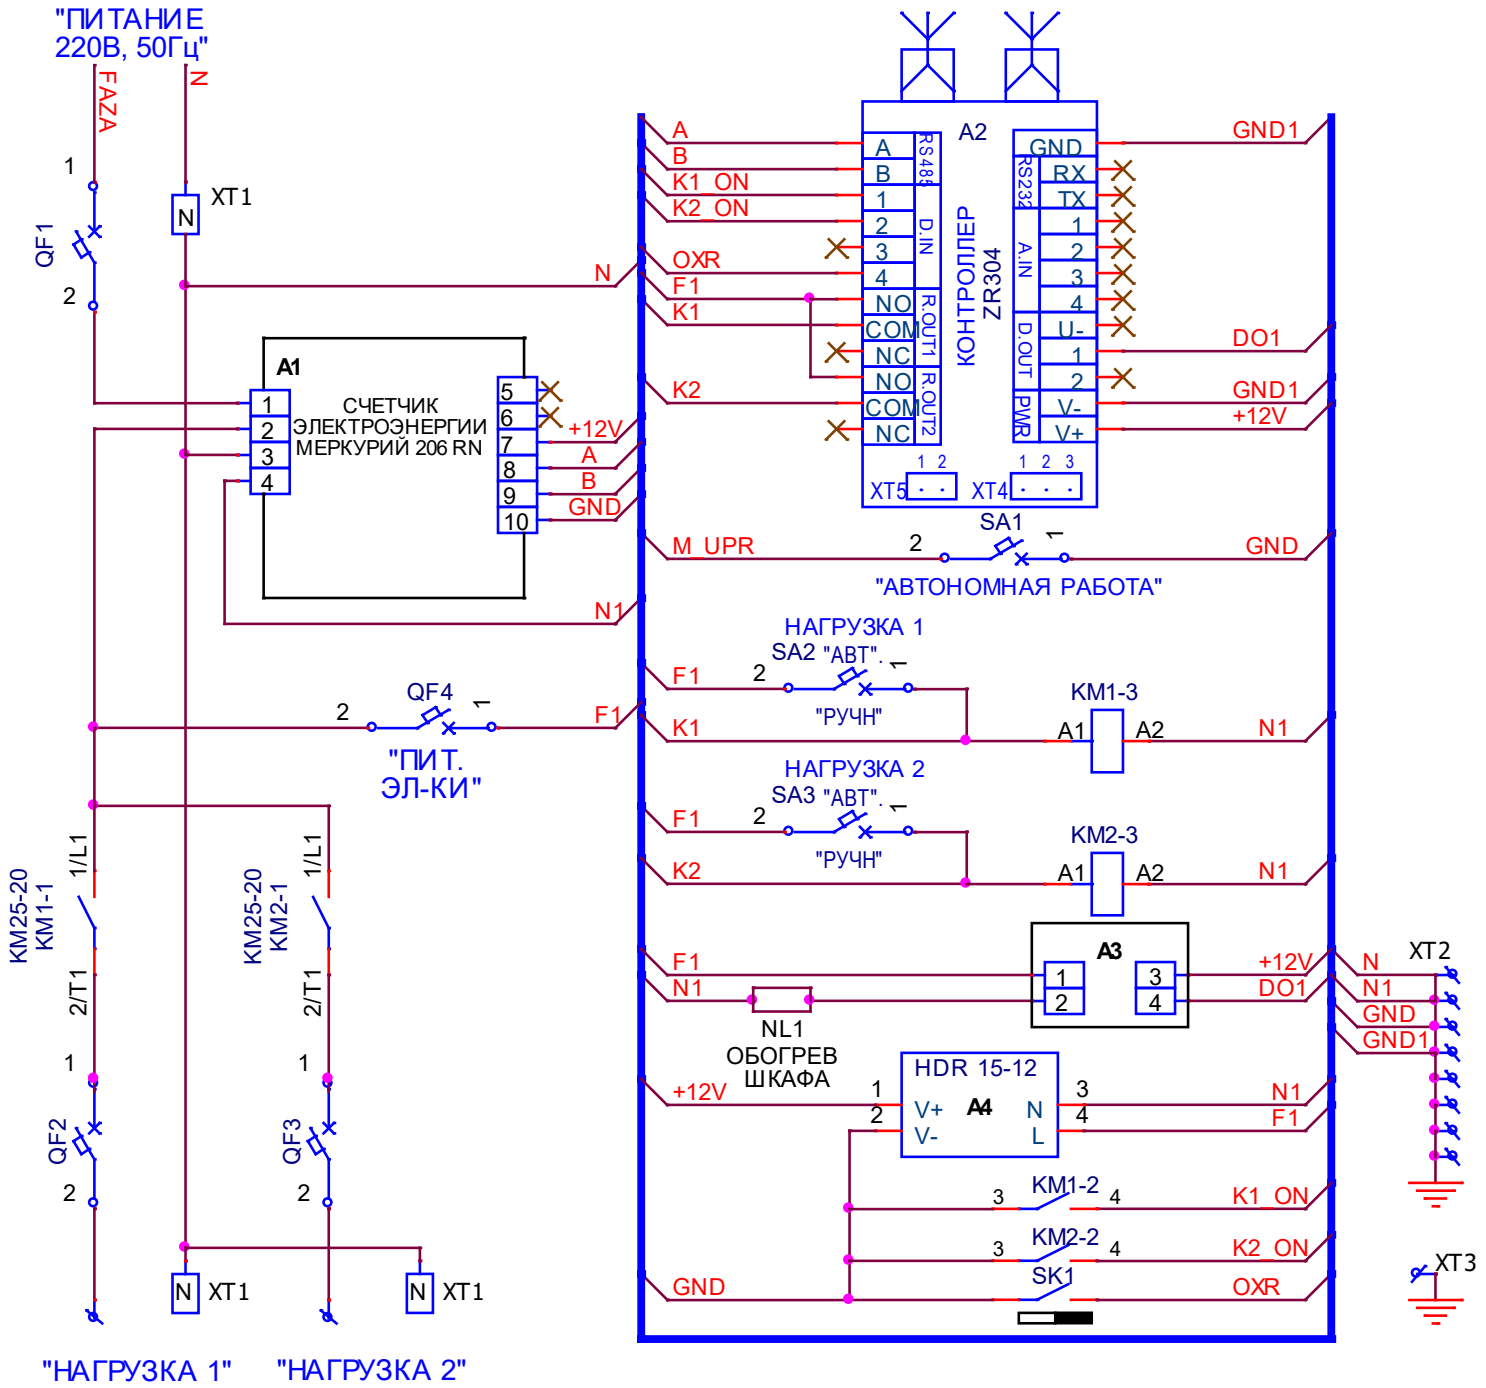 "ПИТАНИЕ
220В, 50Гц"
FAZA
N
1
QF1
2
N
XT1
N
A1
1
2
3
4
СЧЕТЧИК
ЭЛЕКТРОЭНЕРГИИ
МЕРКУРИЙ 206 RN
5
6
7
8
9
10
+12V
A
B
GND
N1
2
QF4
1
F1
"ПИТ.
ЭЛ-КИ"
1/L1
KM25-20
KM1-1
2/T1
1
QF2
2
1/L1
KM25-20
KM2-1
2/T1
1
QF3
2
N
XT1
N
XT1
"НАГРУЗКА 1"
"НАГРУЗКА 2"
A
B
K1_ON
K2_ON
OXR
F1
K1
K2
A2
КОНТРОЛЛЕР
ZR304
A
B
RS485
1
2
3
4
D.IN
NO
COM
NC
R.OUT1
NO
COM
NC
R.OUT2
GND
RX
TX
RS232
1
2
3
4
A.IN
U-
1
2
D.OUT
V-
V+
PWR
1 2
XT5
1 2 3
XT4
GND1
DO1
GND1
+12V
M_UPR
2
SA1
1
GND
"АВТОНОМНАЯ РАБОТА"
НАГРУЗКА 1
SA2 "АВТ".
F1
2
1
"РУЧН"
K1
KM1-3
A1
A2
N1
НАГРУЗКА 2
SA3 "АВТ".
F1
2
1
"РУЧН"
K2
KM2-3
A1
A2
N1
F1
N1
NL1
ОБОГРЕВ
ШКАФА
A3
1
2
3
4
+12V
DO1
+12V
1
2
HDR 15-12
V+
V-
A4
N
L
3
4
N1
F1
3
KM1-2
4
K1_ON
3
KM2-2
4
K2_ON
GND
SK1
OXR
XT2
N
N1
GND
GND1
XT3